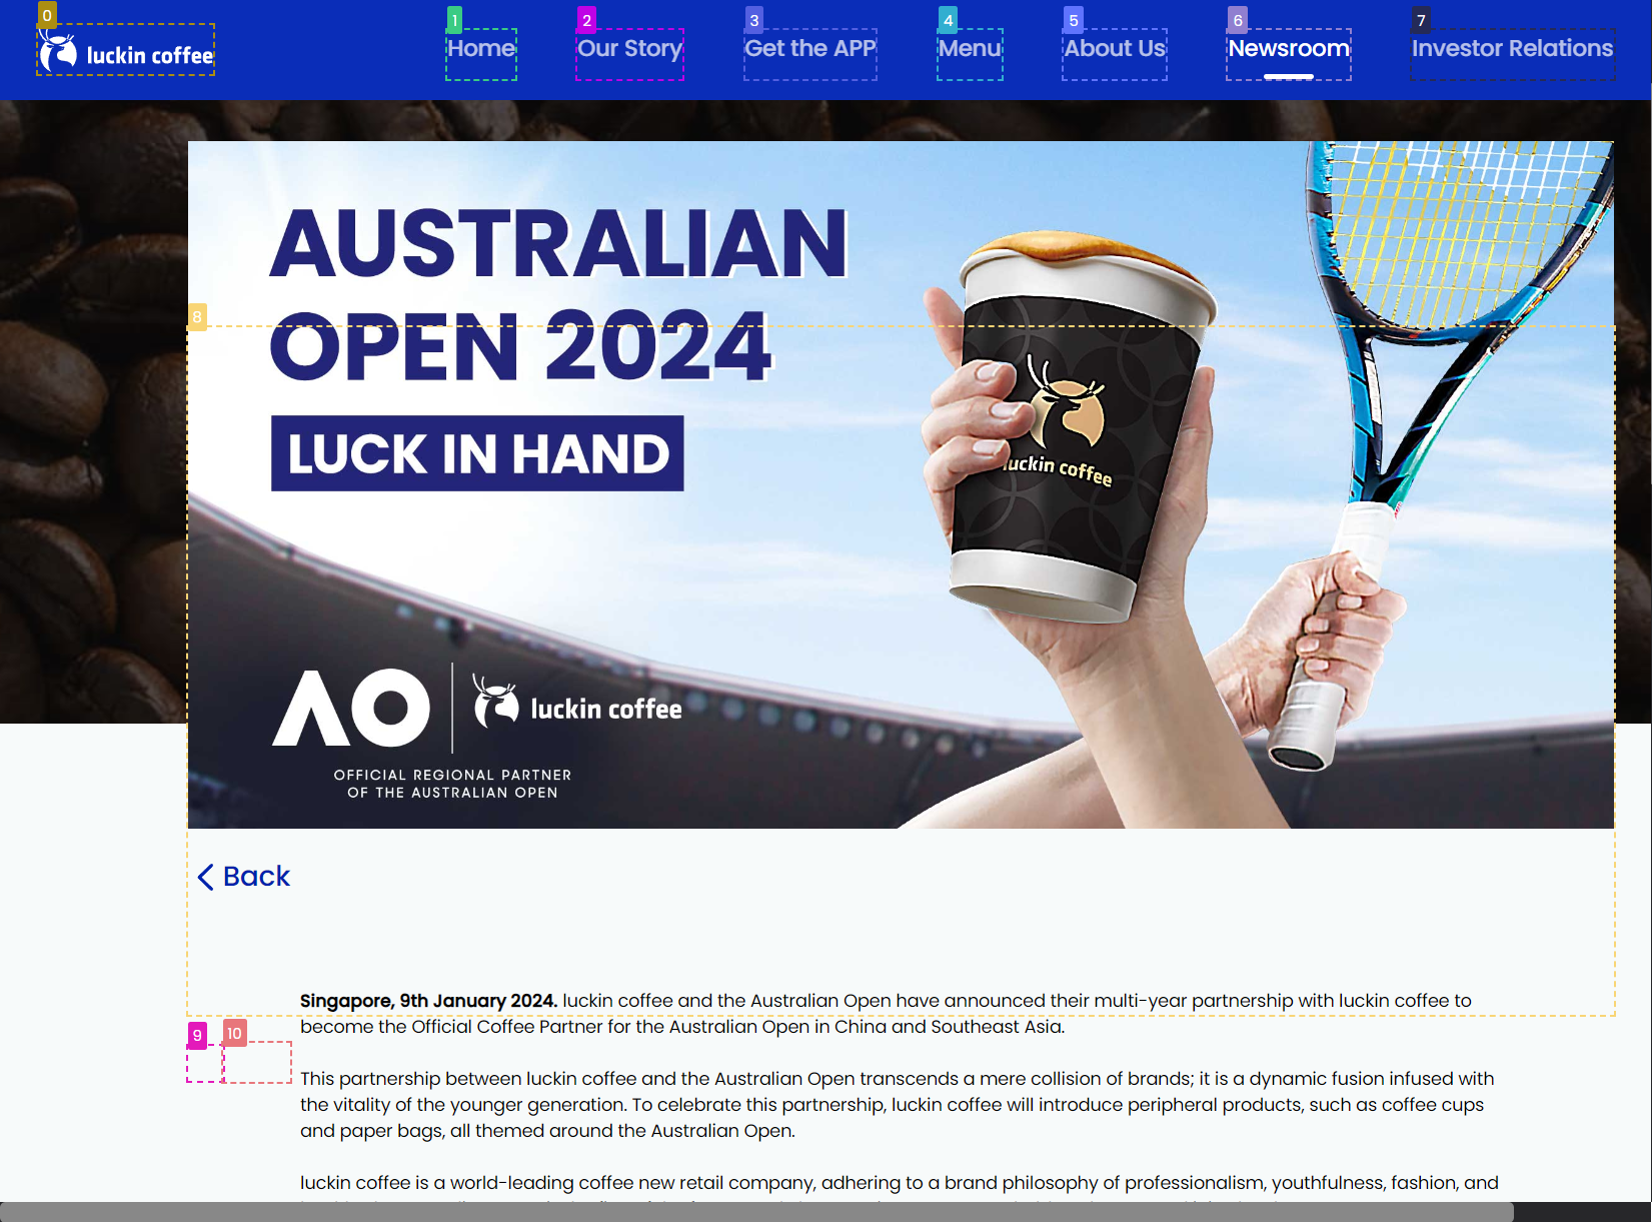 0
luckin coffee
1
Home
2
Our Story
3
Get the APP
4
Menu
5
About Us
6
Newsroom
7
Investor Relations
AUSTRALIAN
OPEN 2024
LUCK IN HAND
8
luckin coffee
AO
luckin coffee
OFFICIAL REGIONAL PARTNER
OF THE AUSTRALIAN OPEN
Back
Singapore, 9th January 2024. luckin coffee and the Australian Open have announced their multi-year partnership with luckin coffee to
become the Official Coffee Partner for the Australian Open in China and Southeast Asia.
9
10
This partnership between luckin coffee and the Australian Open transcends a mere collision of brands; it is a dynamic fusion infused with
the vitality of the younger generation. To celebrate this partnership, luckin coffee will introduce peripheral products, such as coffee cups
and paper bags, all themed around the Australian Open.
luckin coffee is a world-leading coffee new retail company, adhering to a brand philosophy of professionalism, youthfulness, fashion, and